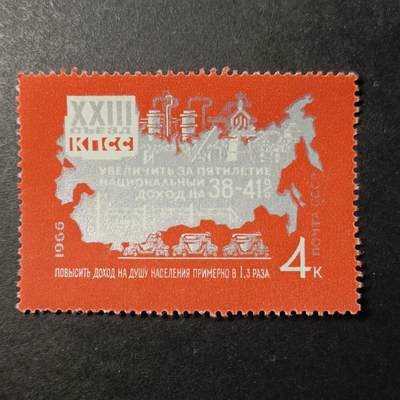 XXIII
СЪЕЗД
КПСС
УВЕЛИЧИТЬ ЗА ПЯТИЛЕТИЕ
НАЦИОНАЛЬНЫЙ
ДОХОД НА 38-41%
1966
ПОЧТА СССР
ПОВЫСИТЬ ДОХОД НА ДУШУ НАСЕЛЕНИЯ ПРИМЕРНО В 1,3 РАЗА
4К